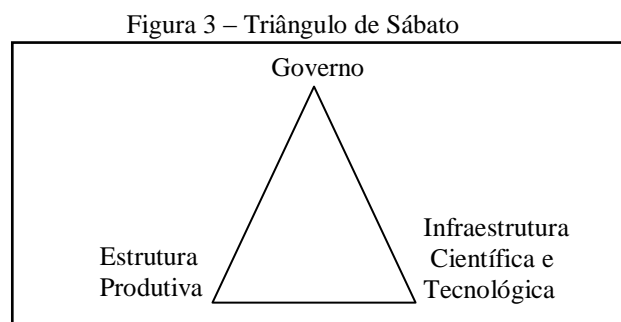 Figura 3 – Triângulo de Sábato
Governo
Estrutura
Produtiva
Infraestrutura
Científica e
Tecnológica